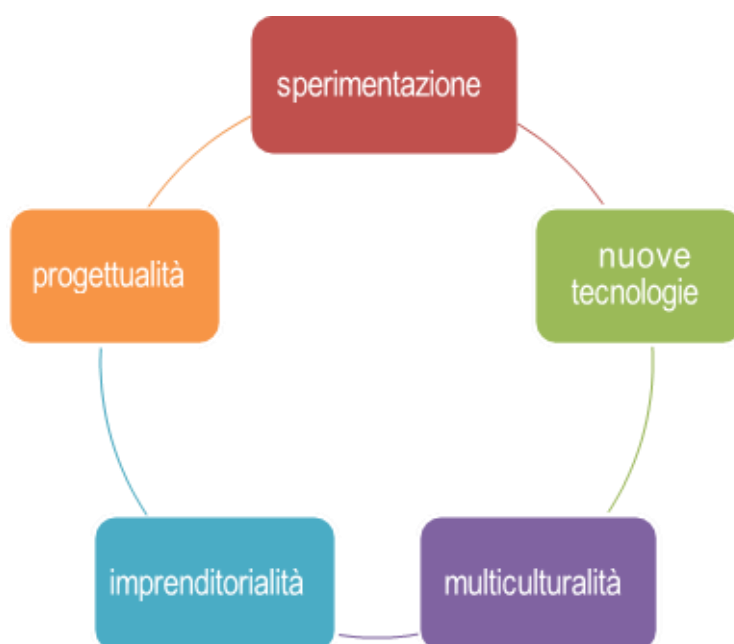 sperimentazione
progettualità
nuove
tecnologie
imprenditorialità
multiculturalità